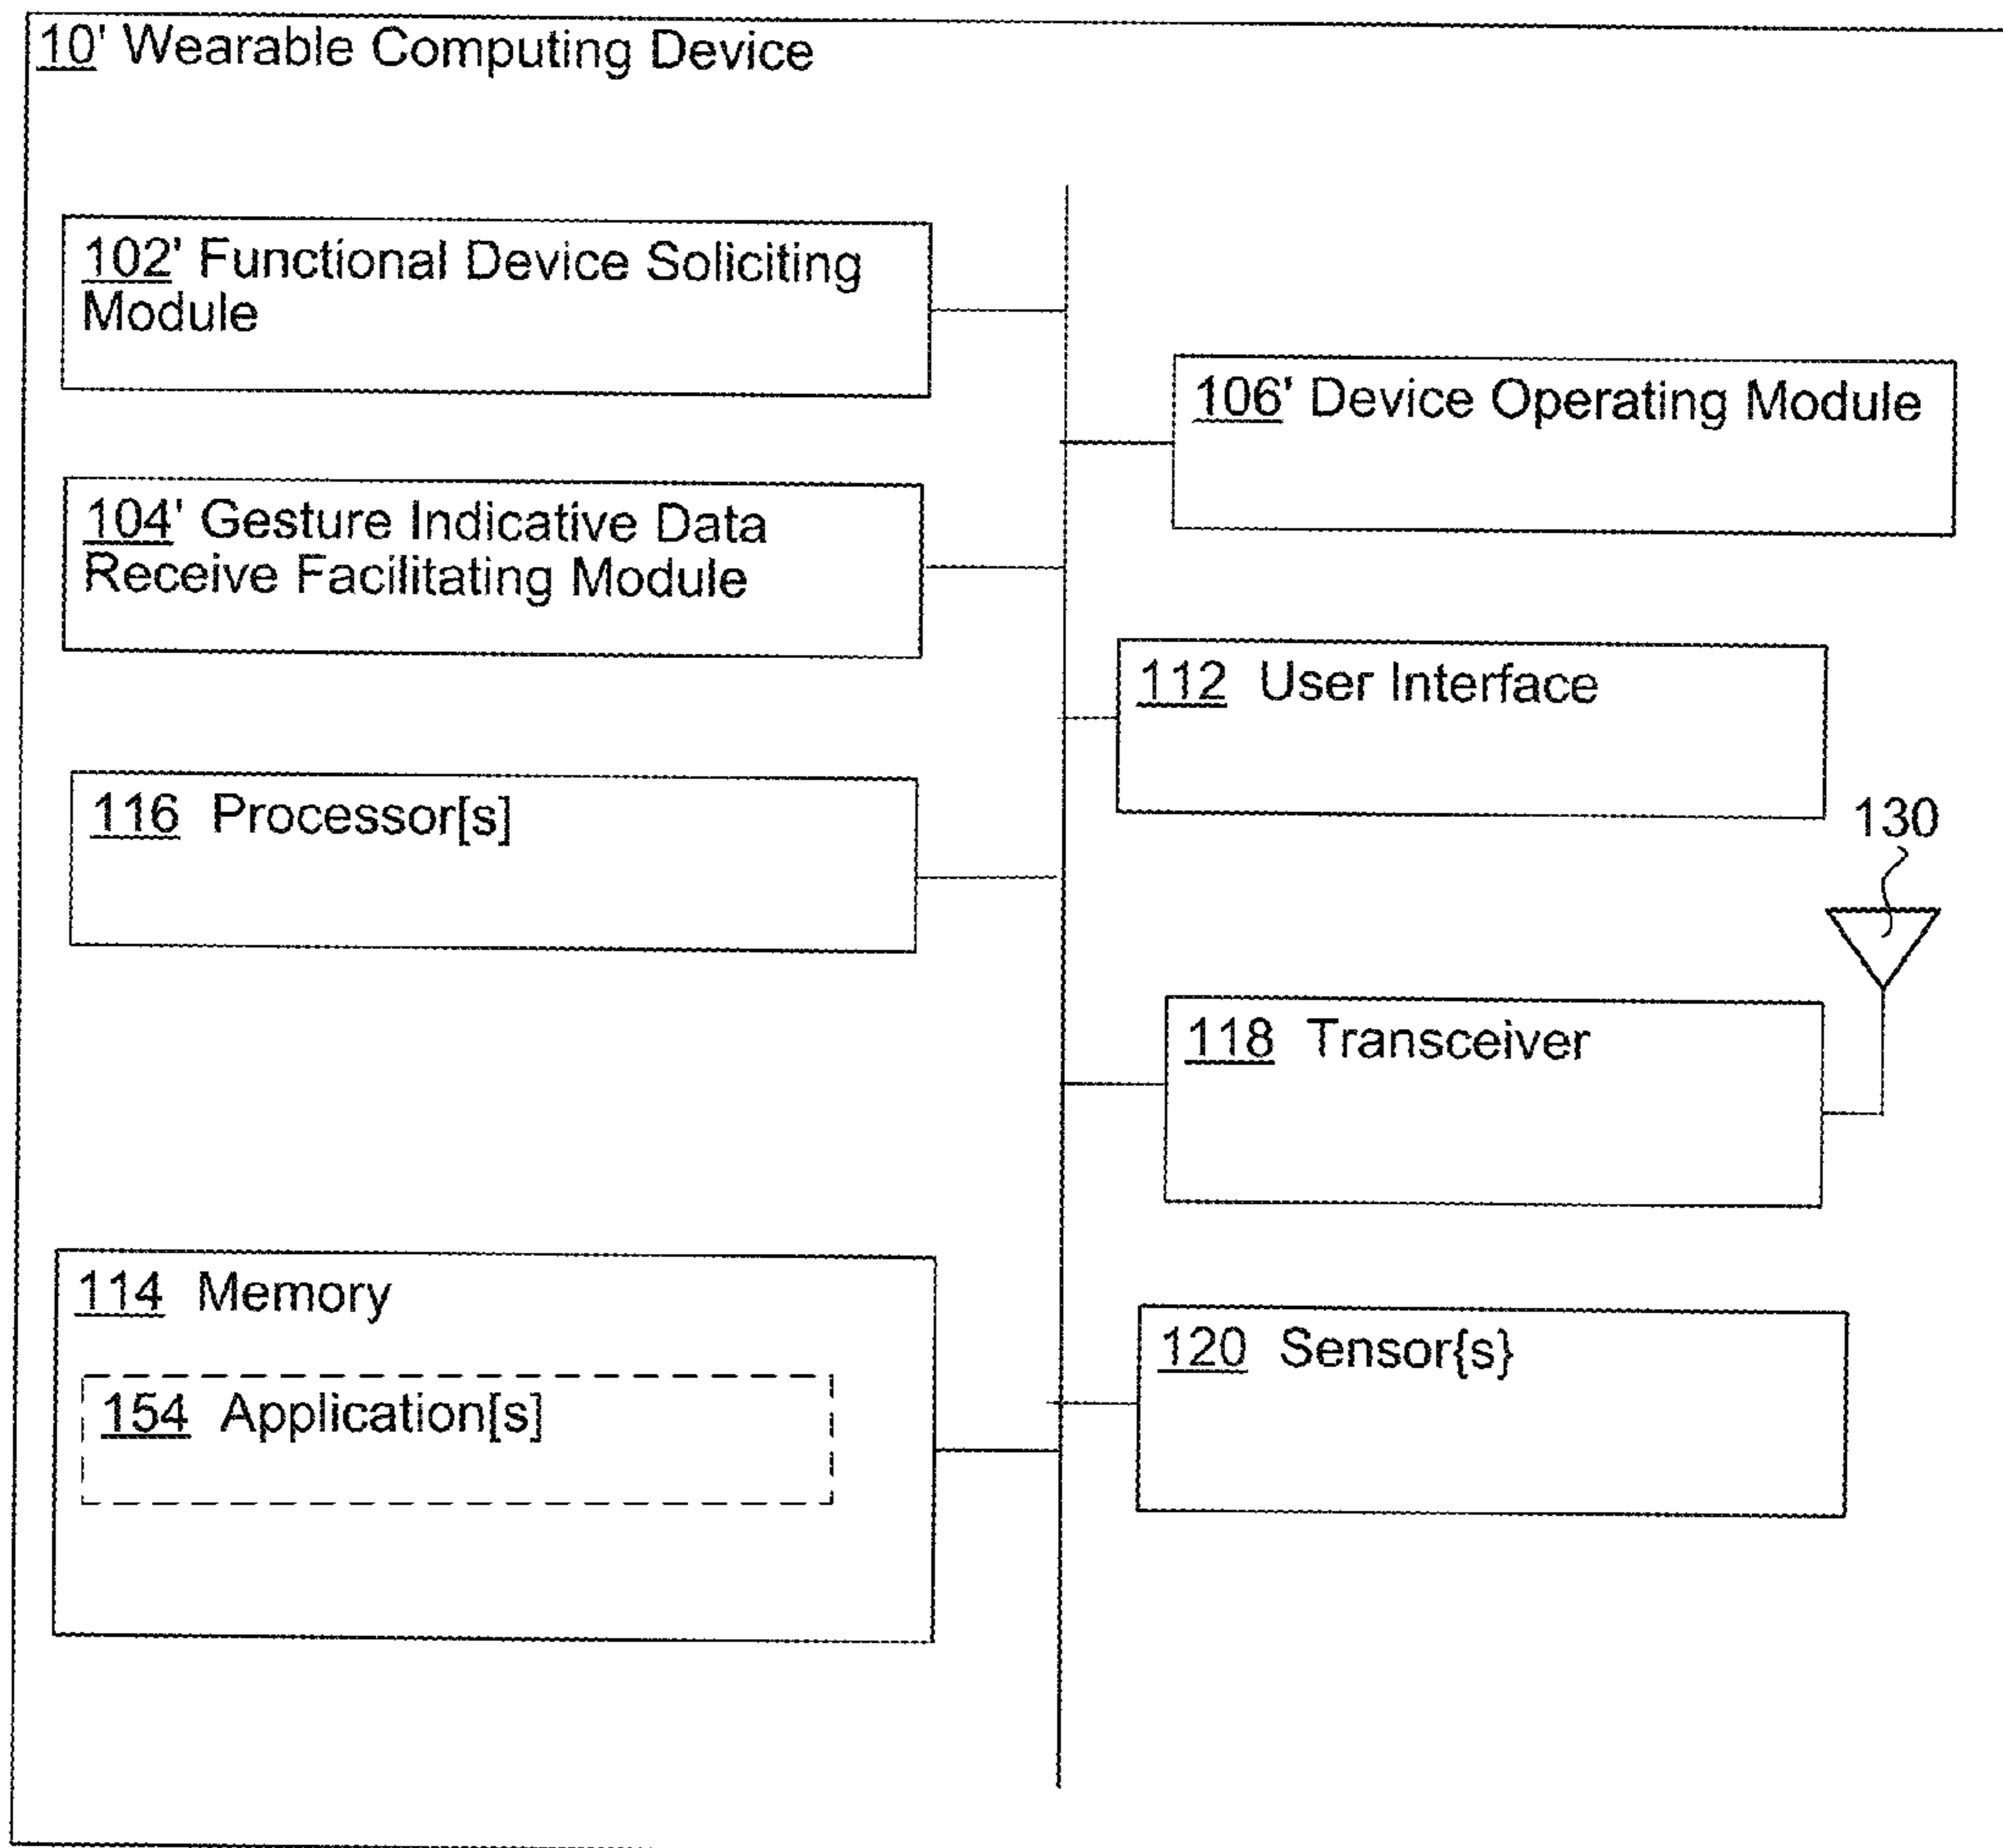 10' Wearable Computing Device
102' Functional Device Soliciting
Module
106' Device Operating Module
104' Gesture Indicative Data
Receive Facilitating Module
112 User Interface
116 Processor[s]
130
118 Transceiver
114 Memory
120 Sensor{s}
154 Application[s]